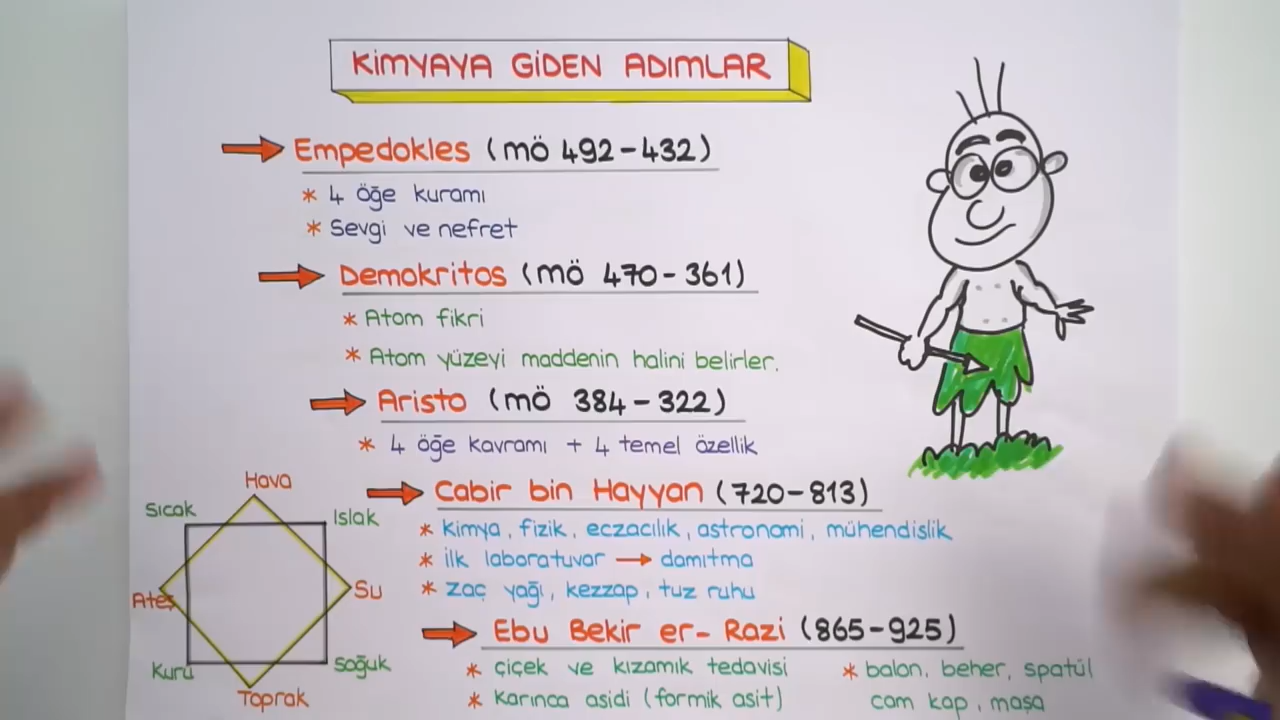 KİMYAYA GİDEN ADIMLAR
Empedokles (mö 492-432)
* 4 öğe kuramı
* Sevgi ve nefret
Demokritos (mö 470-361)
* Atom fikri
* Atom yüzeyi maddenin halini belirler.
Aristo (mö 384-322)
* 4 öğe kavramı + 4 temel özellik
Hava
Sıcak
Islak
Ateş
Su
Kuru
Soğuk
Toprak
Cabir bin Hayyan (720-813)
* Kimya, fizik, eczacılık, astronomi, mühendislik
* ilk laboratuvar → damıtma
* Zaç yağı, kezzap, tuz ruhu
Ebu Bekir er-Razi (865-925)
* çiçek ve kızamık tedavisi
* Karınca asidi (formik asit)
* balon, beher, spatül
cam kap, maşa